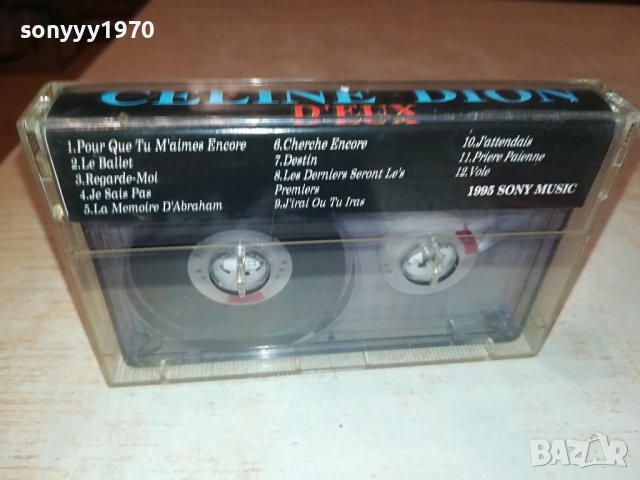 sonyyy1970
CELINE DION
D'EUX
1.Pour Que Tu M'aimes Encore
2.Le Ballet
3.Regarde-Moi
4.Je Sais Pas
5.La Memoire D'Abraham
6.Cherche Encore
7.Destin
8.Les Derniers Seront Le's
Premiers
9.J'irai Ou Tu Iras
10.J'attendais
11.Priere Paienne
12.Vole
1995 SONY MUSIC
BAZAR